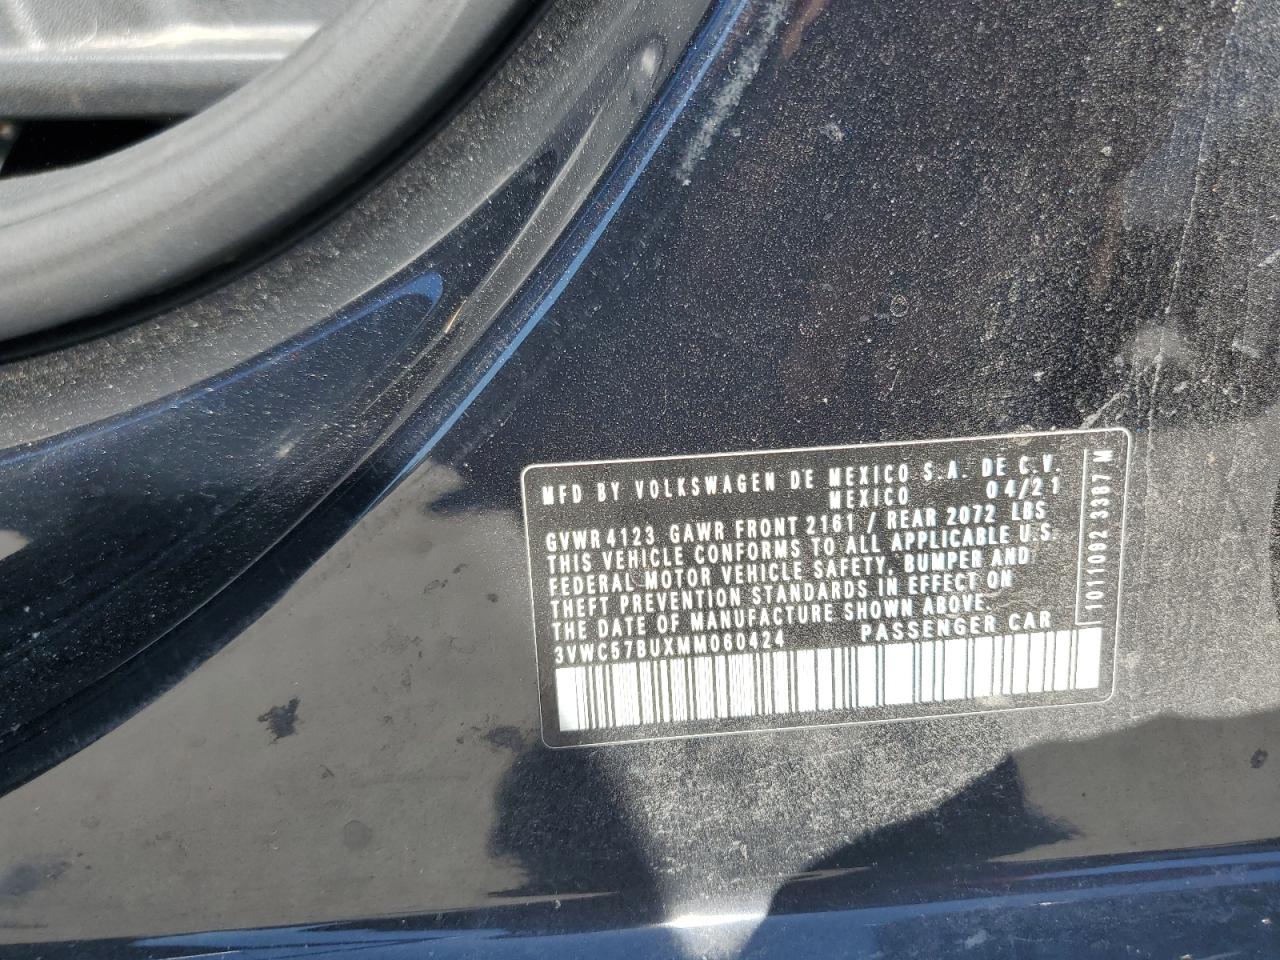 MFD BY VOLKSWAGEN DE MEXICO S.A. DE C.V.
MEXICO 04/21
GVWR 4123 GAWR FRONT 2161 / REAR 2072 LBS
THIS VEHICLE CONFORMS TO ALL APPLICABLE U.S.
FEDERAL MOTOR VEHICLE SAFETY, BUMPER AND
THEFT PREVENTION STANDARDS IN EFFECT ON
THE DATE OF MANUFACTURE SHOWN ABOVE.
3VWC57BUXMM060424 PASSENGER CAR
1011092 3387 M